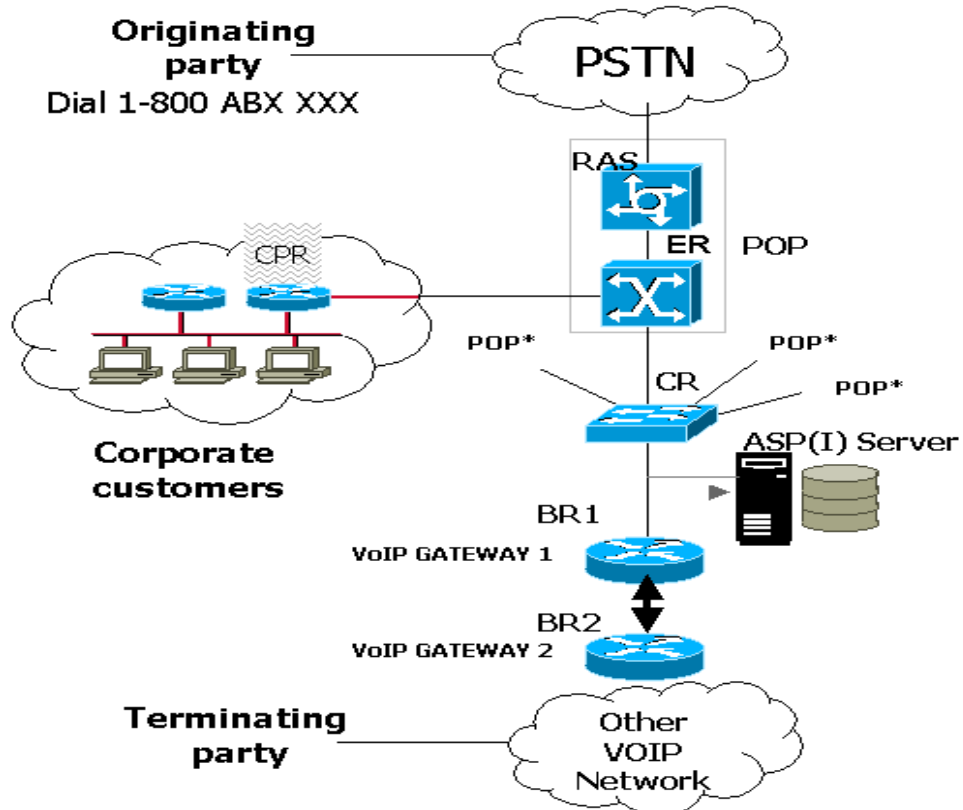 Originating
party
Dial 1-800 ABX XXX
PSTN
RAS
ER
POP
CPR
POP*
POP*
CR
POP*
Corporate
customers
ASP(I) Server
BR1
VoIP GATEWAY 1
BR2
VoIP GATEWAY 2
Terminating
party
Other
VOIP
Network